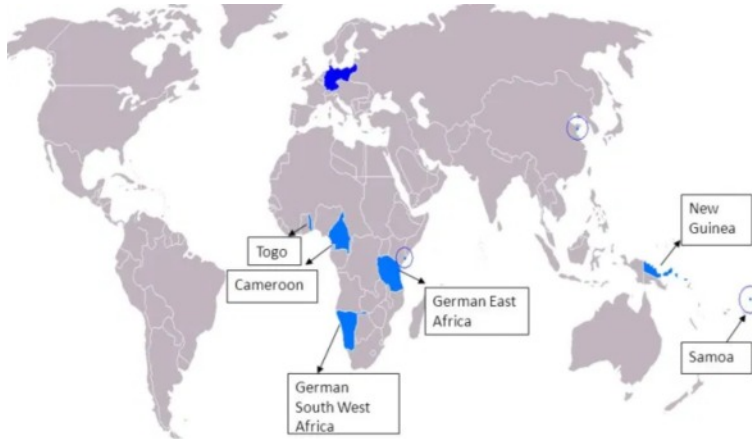 Togo
Cameroon
German East
Africa
German
South West
Africa
New
Guinea
Samoa